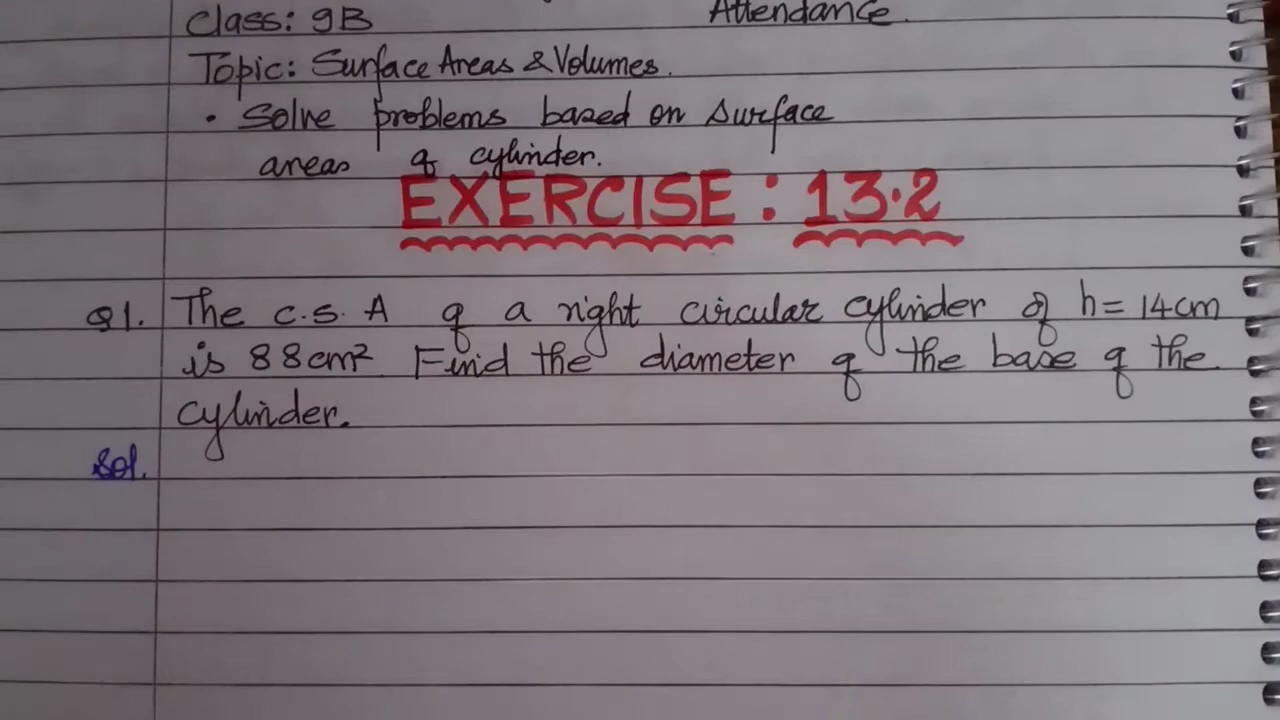 Class: 9B
Attendance.
Topic: Surface Areas & Volumes.
• Solve problems based on surface
areas of cylinder.
EXERCISE : 13.2
Q1. The C.S.A of a right circular cylinder of h = 14cm
is 88cm² Find the diameter of the base of the
cylinder.
Sol.